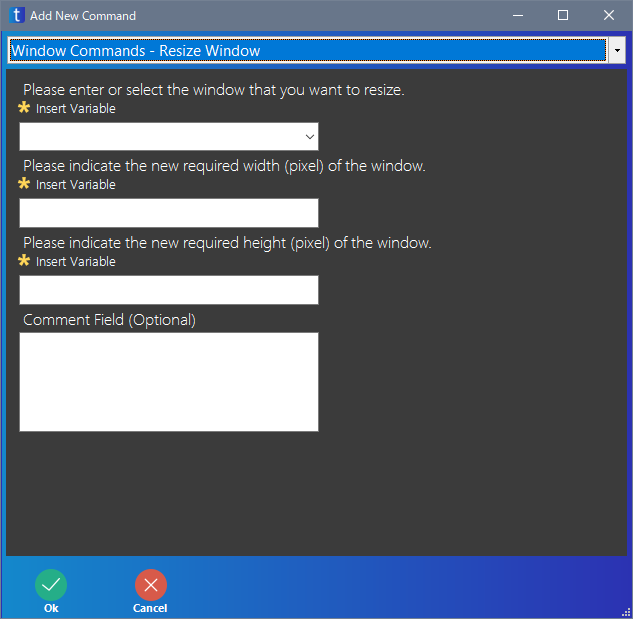 t Add New Command
Window Commands - Resize Window
Please enter or select the window that you want to resize.
Insert Variable
Please indicate the new required width (pixel) of the window.
Insert Variable
Please indicate the new required height (pixel) of the window.
Insert Variable
Comment Field (Optional)
Ok Cancel